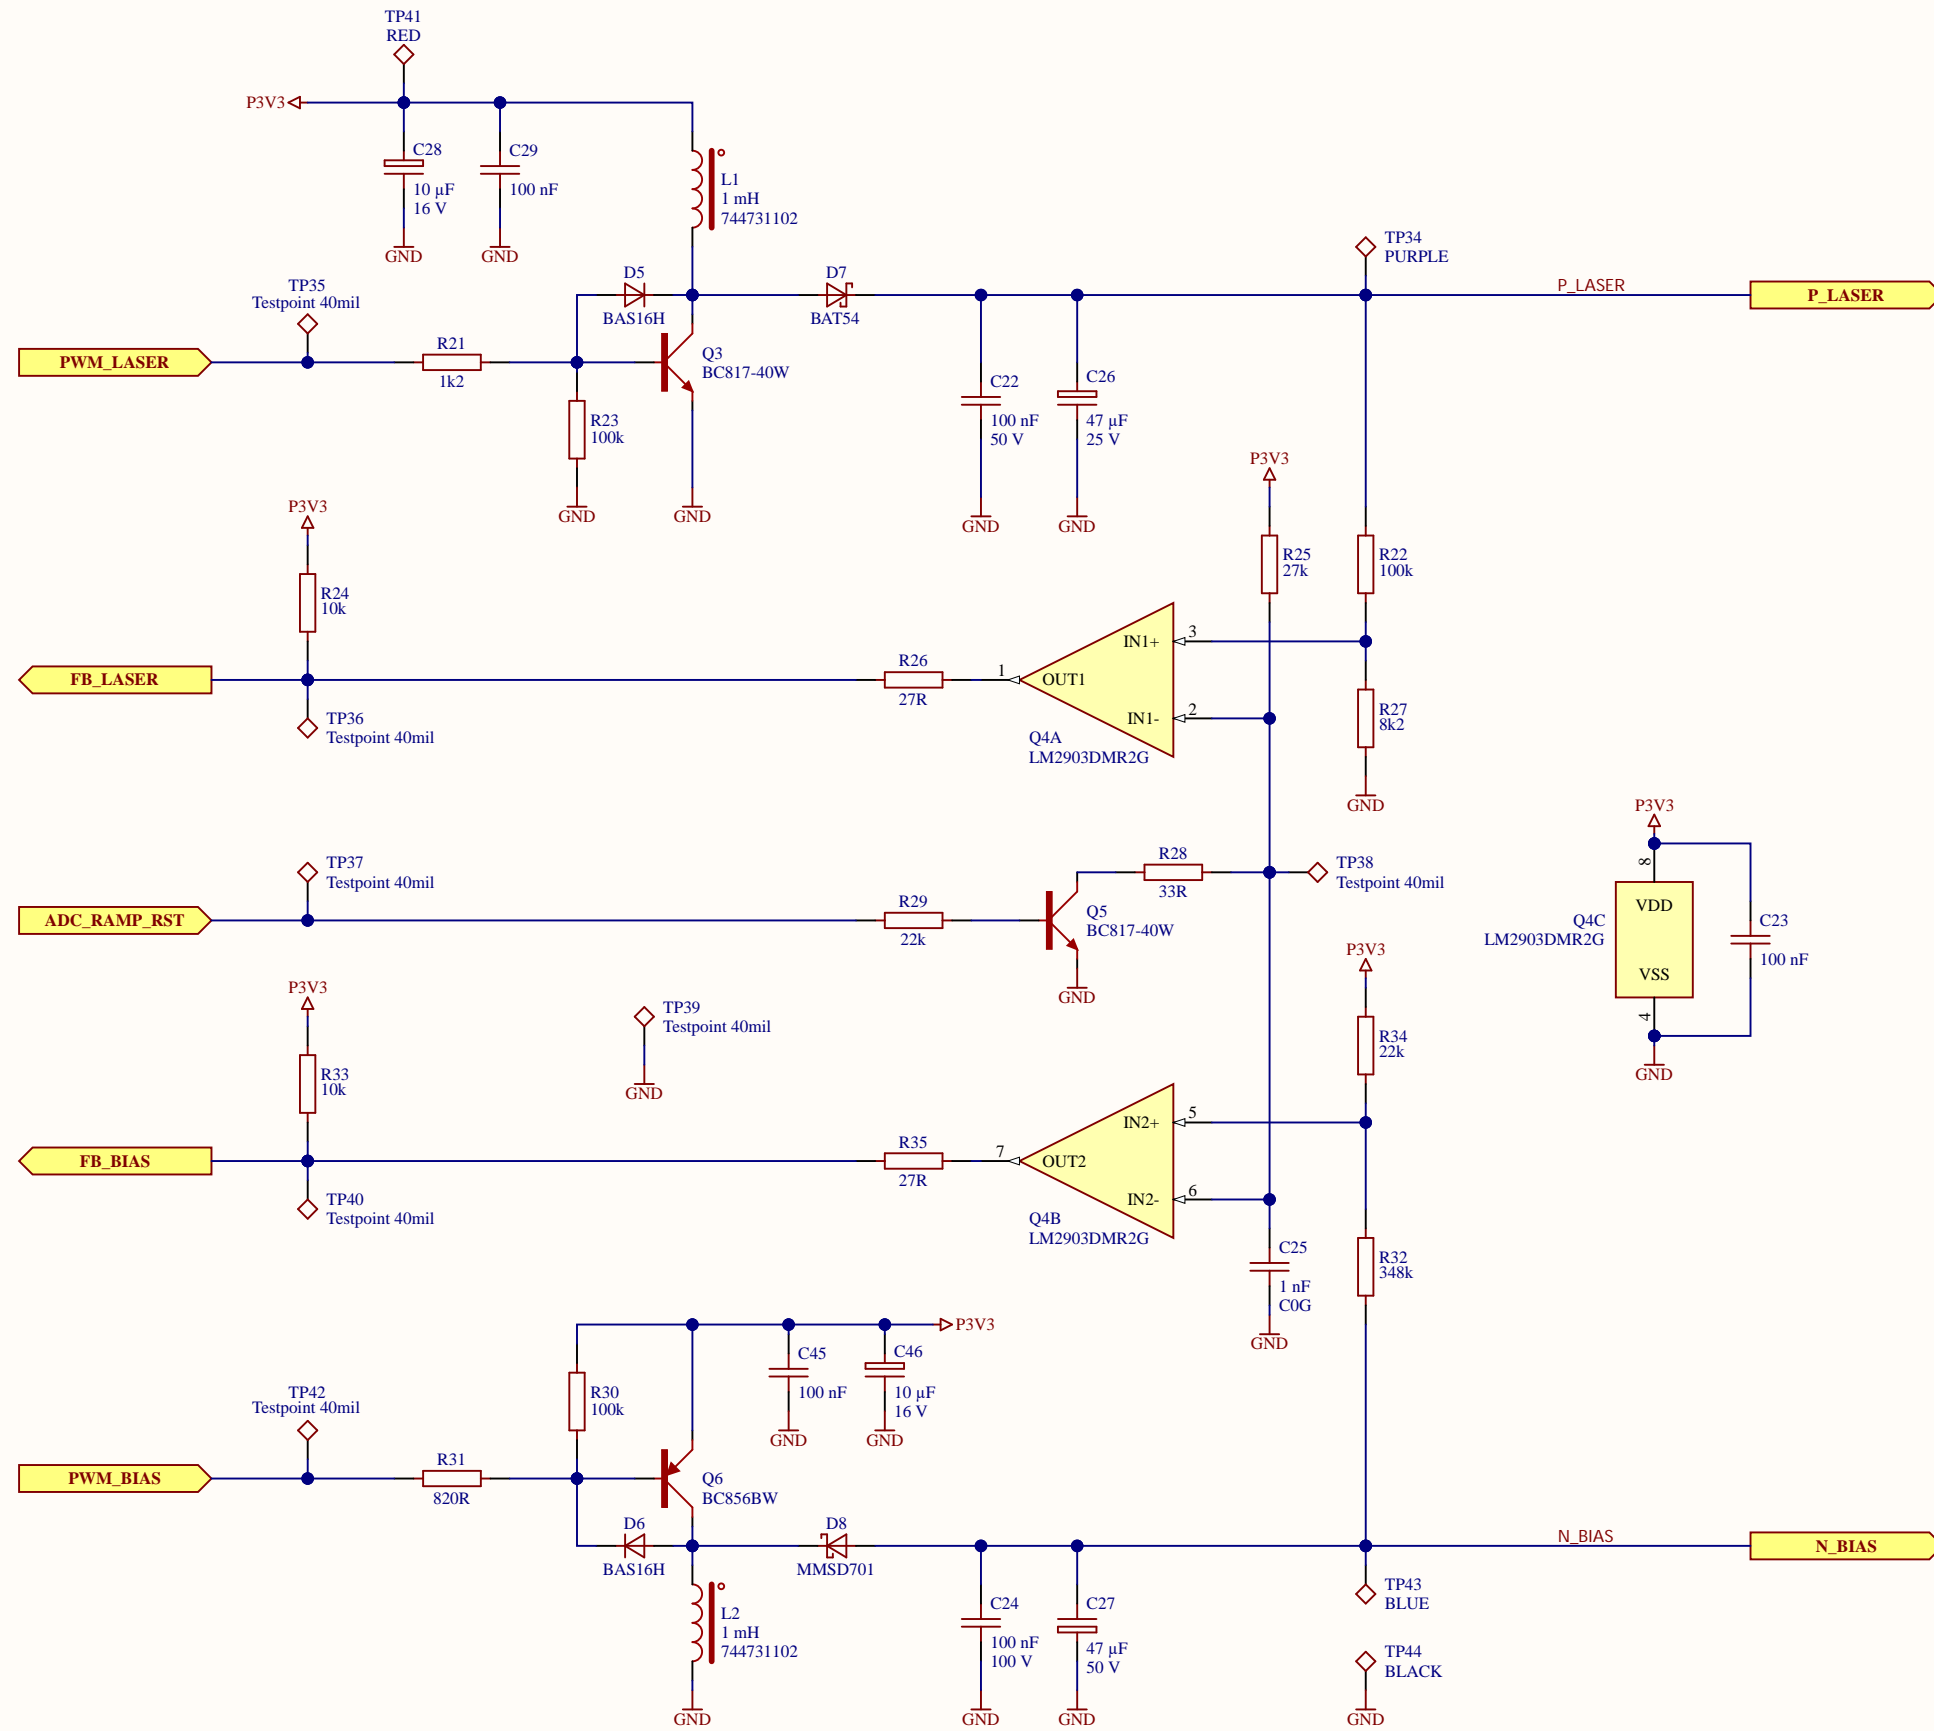 TP41
RED
P3V3
C28
10 µF
16 V
GND
C29
100 nF
GND
L1
1 mH
744731102
TP35
Testpoint 40mil
PWM_LASER
R21
1k2
D5
BAS16H
D7
BAT54
Q3
BC817-40W
R23
100k
GND
GND
C22
100 nF
50 V
GND
C26
47 µF
25 V
GND
TP34
PURPLE
P_LASER
P_LASER
P3V3
R24
10k
FB_LASER
TP36
Testpoint 40mil
R26
27R
1
OUT1
IN1+
3
IN1-
2
Q4A
LM2903DMR2G
P3V3
R25
27k
R22
100k
R27
8k2
GND
TP37
Testpoint 40mil
ADC_RAMP_RST
R29
22k
Q5
BC817-40W
GND
R28
33R
TP38
Testpoint 40mil
P3V3
8
VDD
VSS
4
Q4C
LM2903DMR2G
C23
100 nF
GND
P3V3
R33
10k
FB_BIAS
TP40
Testpoint 40mil
TP39
Testpoint 40mil
GND
R35
27R
7
OUT2
IN2+
5
IN2-
6
Q4B
LM2903DMR2G
P3V3
R34
22k
R32
348k
C25
1 nF
C0G
GND
P3V3
C45
100 nF
GND
C46
10 µF
16 V
GND
R30
100k
TP42
Testpoint 40mil
PWM_BIAS
R31
820R
Q6
BC856BW
D6
BAS16H
D8
MMSD701
L2
1 mH
744731102
GND
C24
100 nF
100 V
GND
C27
47 µF
50 V
GND
N_BIAS
N_BIAS
TP43
BLUE
TP44
BLACK
GND